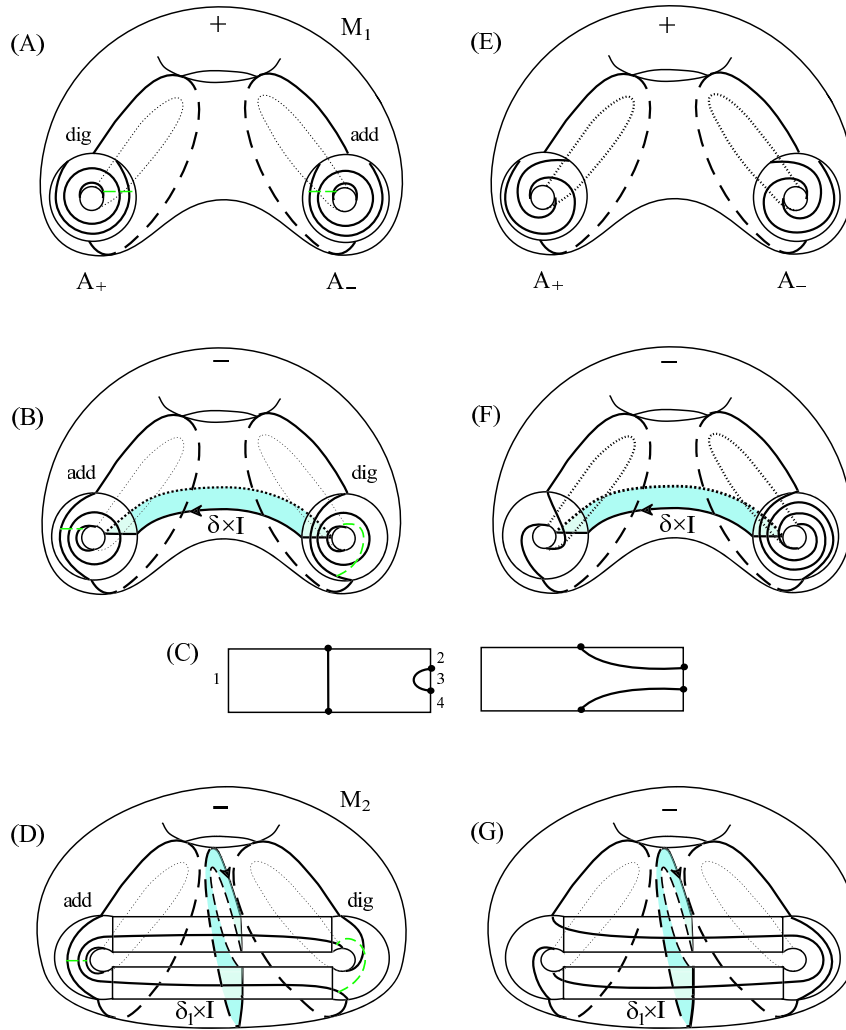 (A) + M1 (E) +
dig add
A+ A− A+ A−
(B) − (F) −
add dig
δ×I δ×I
(C) 1 2 3 4
(D) − M2 (G) −
add dig
δ1×I δ1×I